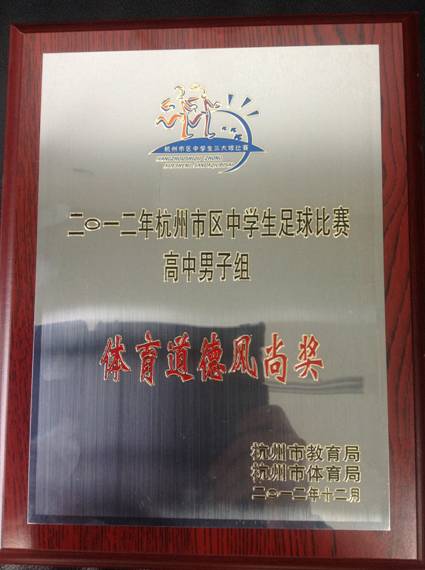 杭州市区中学生三大球比赛
二〇一二年杭州市区中学生足球比赛
高中男子组
体育道德风尚奖
杭州市教育局
杭州市体育局
二〇一二年十二月